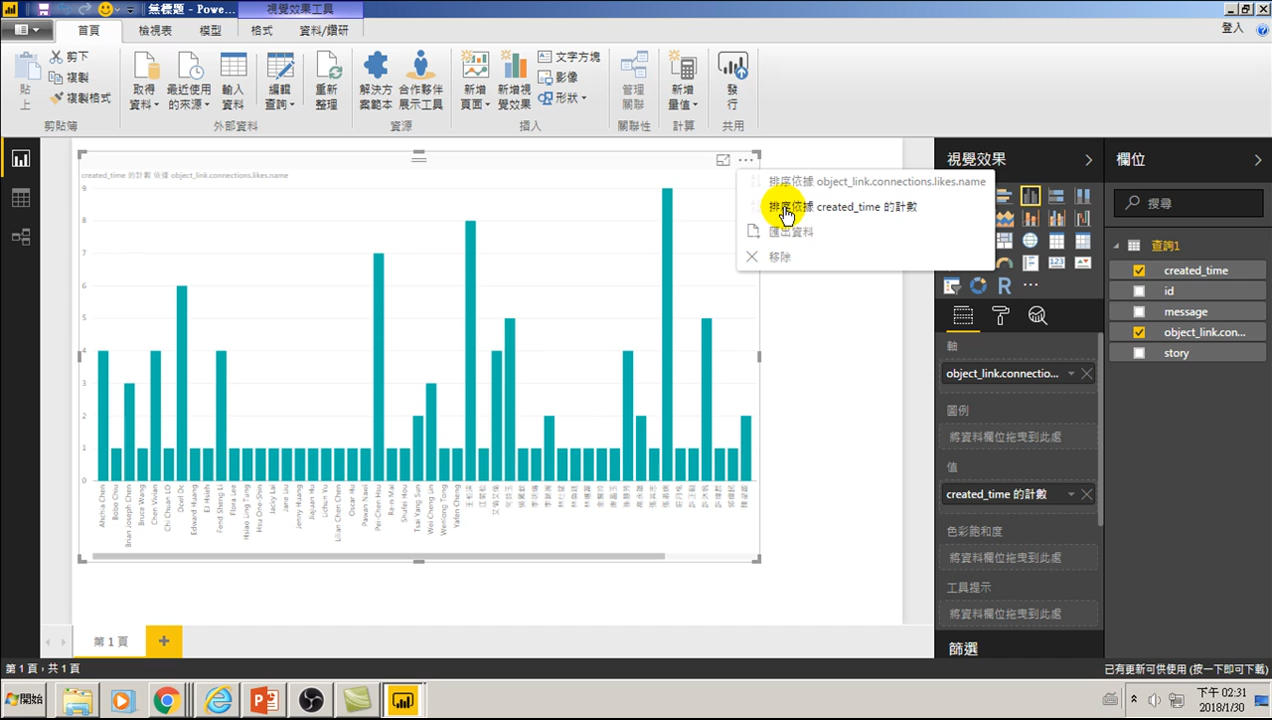 無標題 - Powe...
視覺效果工具
首頁
檢視表
模型
格式
資料/鑽研
登入
貼上
剪下
複製
複製格式
剪貼簿
取得資料
最近使用的來源
輸入資料
編輯查詢
重新整理
外部資料
解決方案範本
合作夥伴展示工具
資源
新增頁面
新增視覺效果
文字方塊
影像
形狀
插入
管理關聯
關聯性
新增量值
計算
發行
共用
created_time 的計數 依據 object_link.connections.likes.name
9
8
7
6
5
4
3
2
1
0
Bobo Chiu
Brian Joseph Chen
Bruce Wang
Chen Vivian
Chi Chuan LO
Edward Huang
EJ Hsieh
Feng Sheng Li
Flora Lee
Hsiao Ling Tung
Hsu One-Shin
Jacky Lai
Jane Liu
Jerry Huang
Jiajuan Hu
Lichun Yu
Lilian Chen Chen
Oscar Hu
Pei-Chen Hsu
Ren Mai
Shufen Hou
Tsai Yang Sun
Wei Cheng Lin
Wenlong Tung
Yafen Cheng
排序依據 object_link.connections.likes.name
排序依據 created_time 的計數
匯出資料
移除
視覺效果
R
軸
object_link.connectio...
圖例
將資料欄位拖曳到此處
值
created_time 的計數
色彩飽和度
將資料欄位拖曳到此處
工具提示
將資料欄位拖曳到此處
篩選
欄位
搜尋
查詢1
created_time
id
message
object_link.con...
story
第 1 頁
第 1 頁，共 1 頁
已有更新可供使用 (按一下即可下載)
開始
下午 02:31
2018/1/30